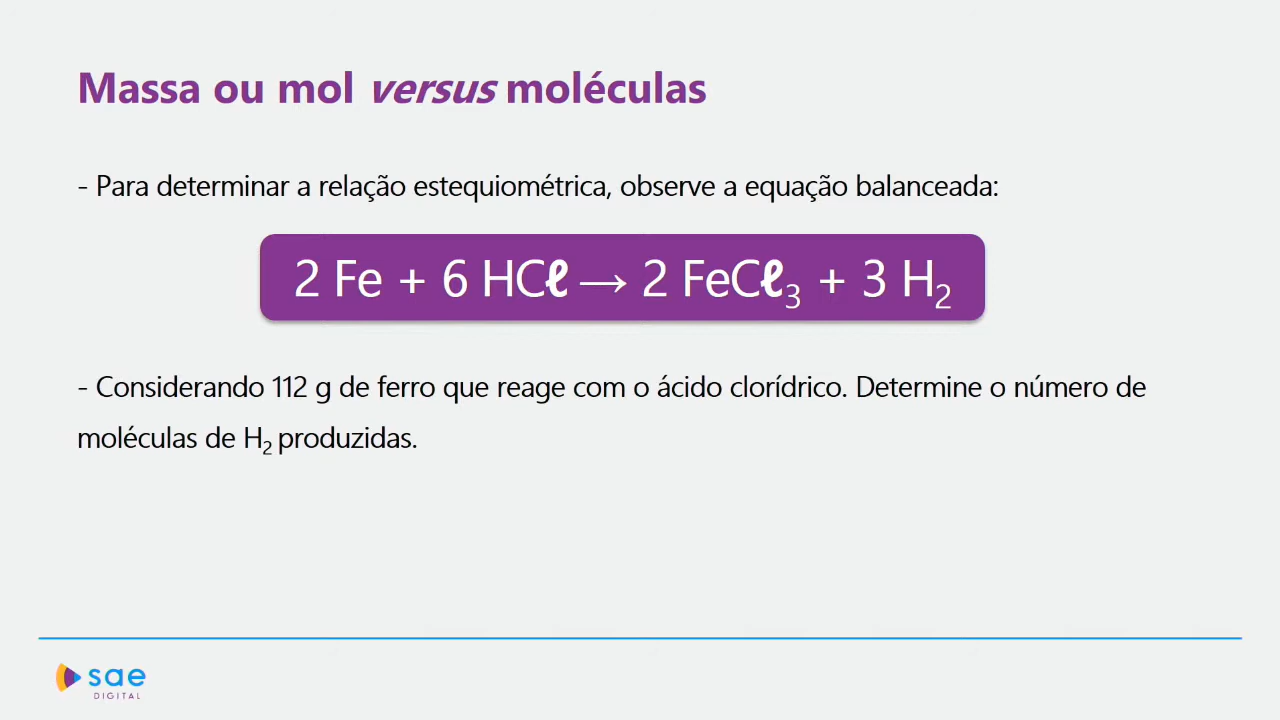 Massa ou mol versus moléculas
- Para determinar a relação estequiométrica, observe a equação balanceada:
2 Fe + 6 HCℓ → 2 FeCℓ₃ + 3 H₂
- Considerando 112 g de ferro que reage com o ácido clorídrico. Determine o número de
moléculas de H₂ produzidas.
sae
DIGITAL